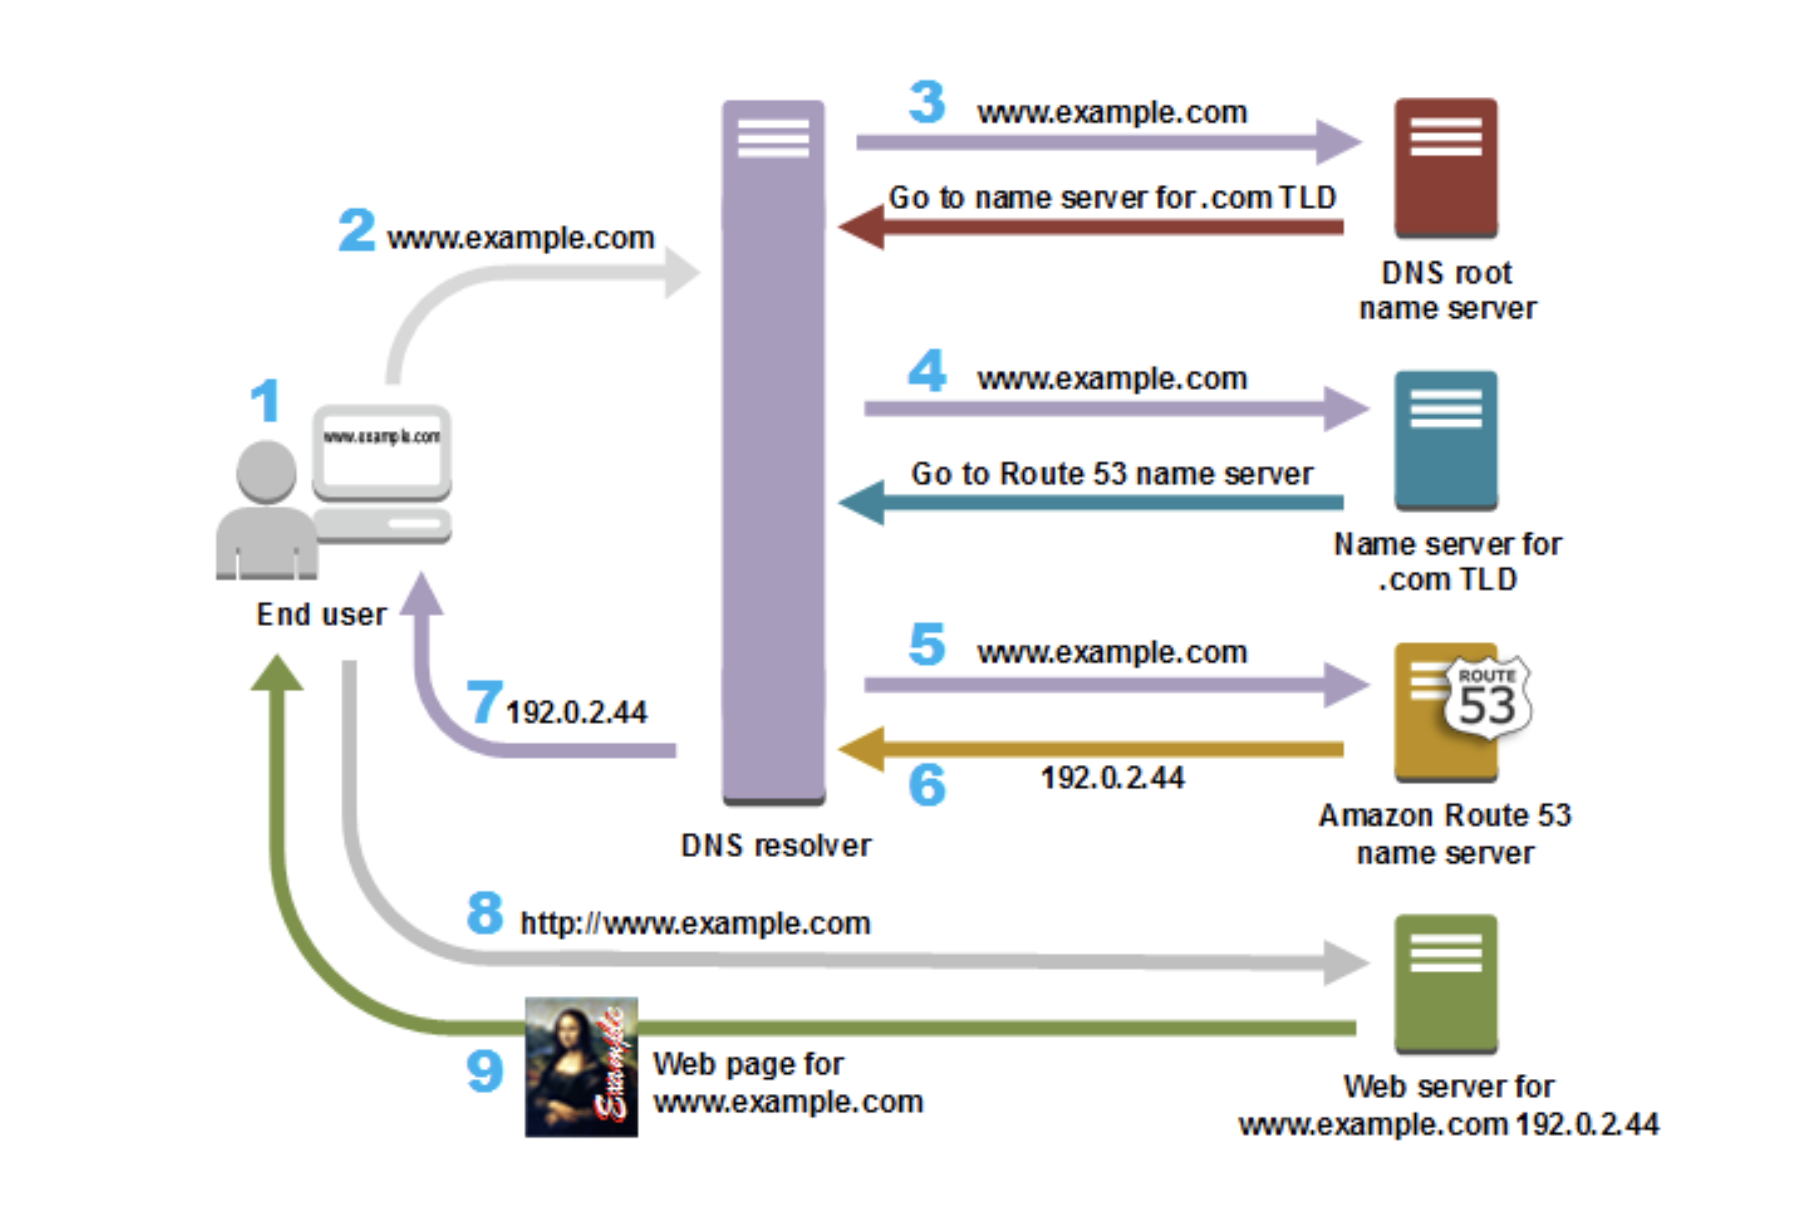 3 www.example.com
Go to name server for .com TLD
DNS root
name server
2 www.example.com
4 www.example.com
Go to Route 53 name server
Name server for
.com TLD
1
www.example.com
End user
5 www.example.com
ROUTE
53
6
192.0.2.44
Amazon Route 53
name server
7 192.0.2.44
DNS resolver
8 http://www.example.com
9
Example
Web page for
www.example.com
Web server for
www.example.com 192.0.2.44